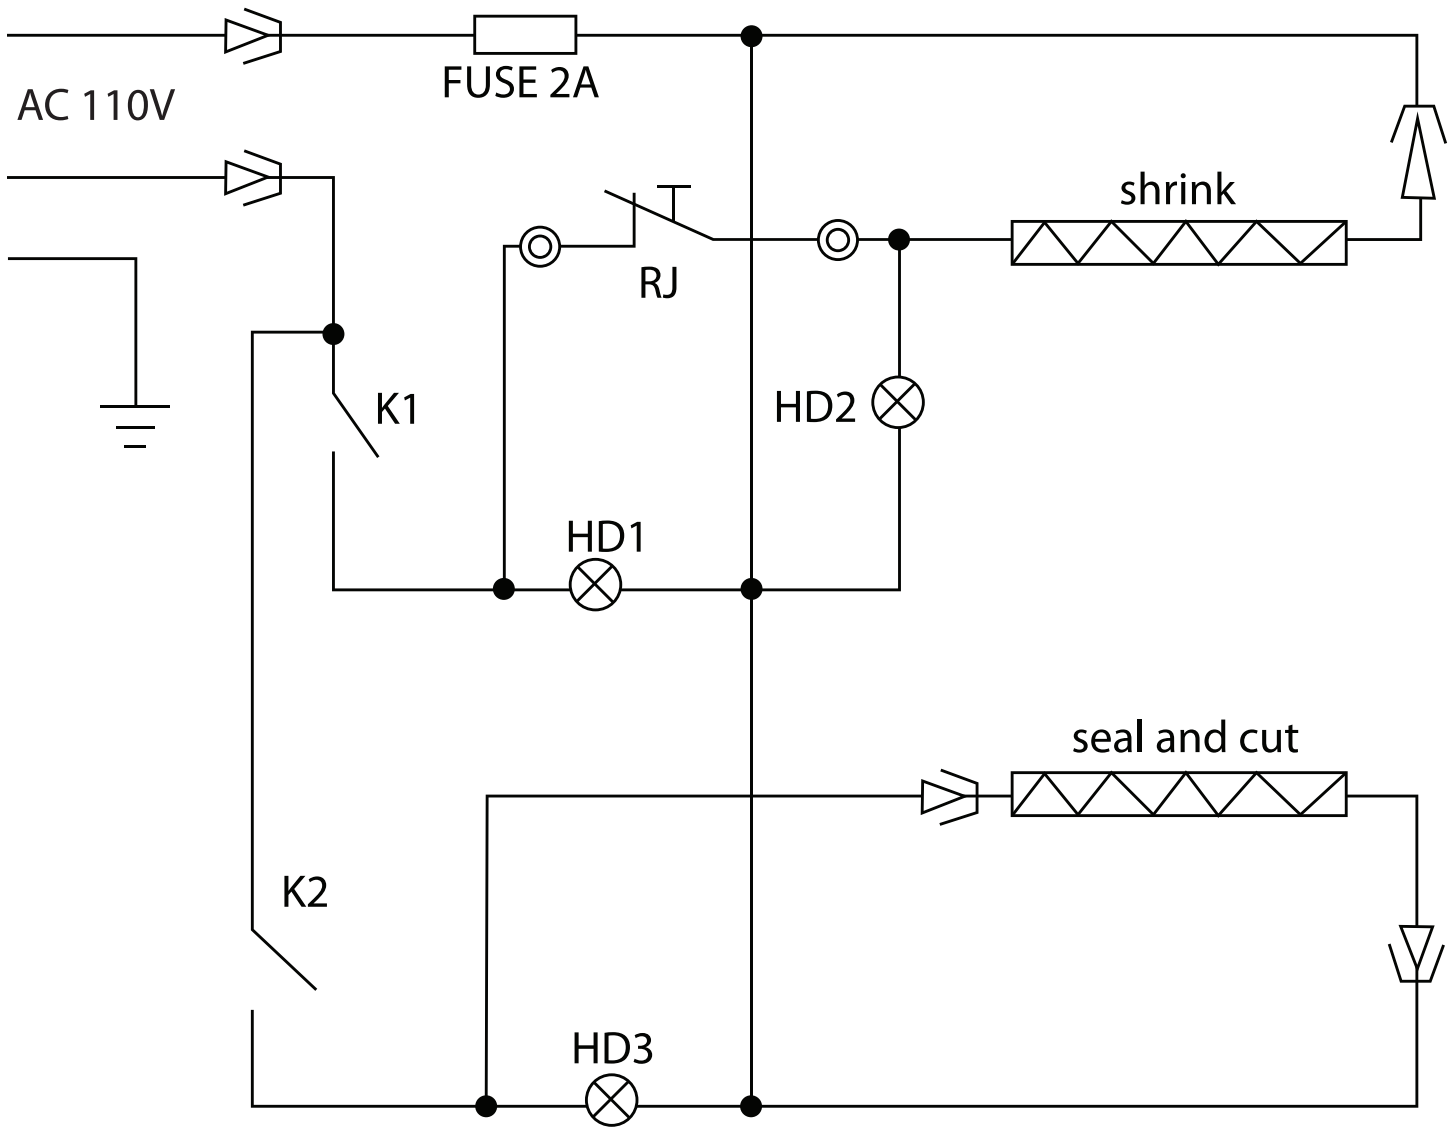 FUSE 2A
AC 110V
shrink
RJ
K1
HD2
HD1
seal and cut
K2
HD3